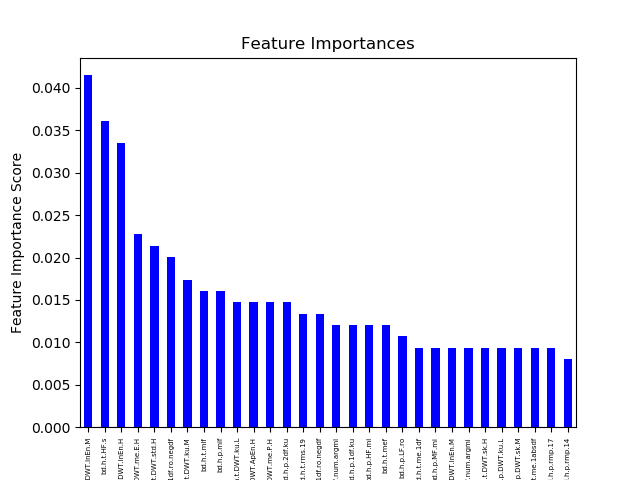 Feature Importances
Feature Importance Score
0.040
0.035
0.030
0.025
0.020
0.015
0.010
0.005
0.000
DWT.lnEn.M
bd.h.t.HF.s
DWT.lnEn.H
DWT.me.E.H
t.DWT.std.H
1df.ro.negdf
t.DWT.ku.M
bd.h.t.mif
bd.h.p.mif
.t.DWT.ku.L
DWT.ApEn.H
DWT.me.P.H
d.h.p.2df.ku
d.h.t.rms.19
1df.ro.negdf
.num.argmi
d.h.p.1df.ku
bd.h.p.HF.mi
bd.h.t.mef
bd.h.p.LF.ro
d.h.t.me.1df
d.h.p.MF.mi
DWT.lnEn.M
.num.argmi
t.DWT.sk.H
.p.DWT.ku.L
p.DWT.sk.M
t.me.1absdf
.h.p.rmp.17
.h.p.rmp.14